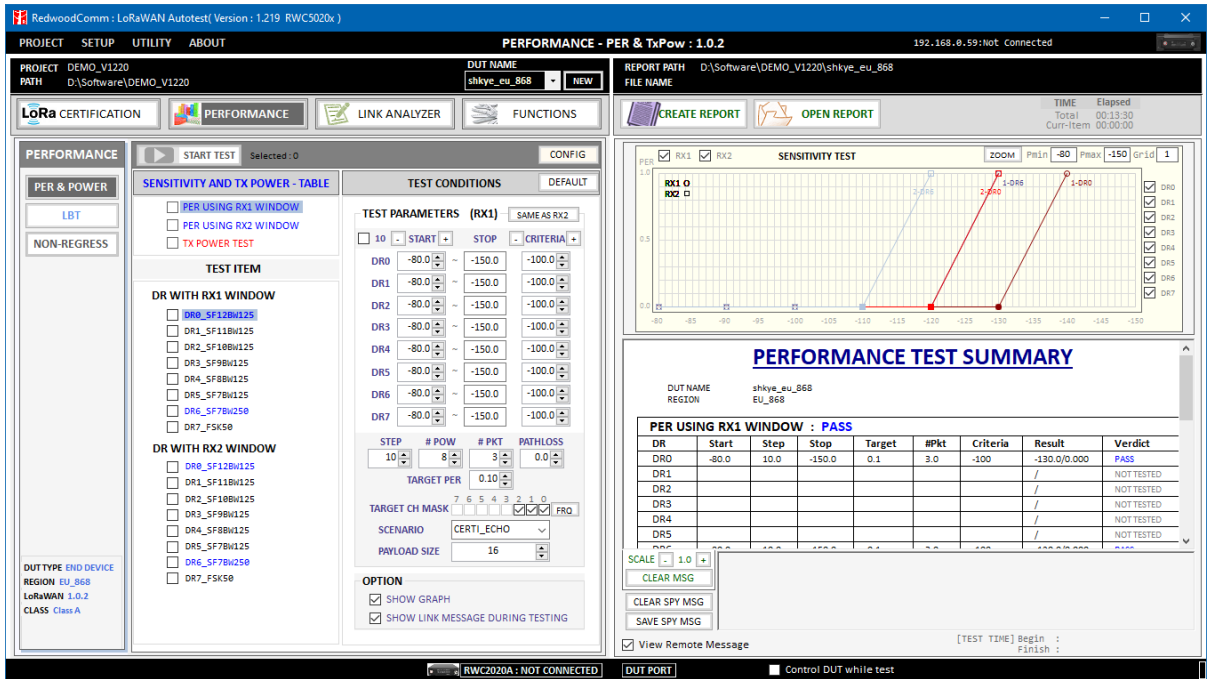 RedwoodComm : LoRaWAN Autotest( Version : 1.219 RWC5020x )
PROJECT SETUP UTILITY ABOUT
PERFORMANCE - PER & TxPow : 1.0.2
192.168.0.59:Not Connected
PROJECT DEMO_V1220
PATH D:\Software\DEMO_V1220
DUT NAME
shkye_eu_868 NEW
REPORT PATH D:\Software\DEMO_V1220\shkye_eu_868
FILE NAME
LoRa CERTIFICATION PERFORMANCE LINK ANALYZER FUNCTIONS
CREATE REPORT OPEN REPORT
TIME Elapsed
Total 00:13:30
Curr-Item 00:00:00
PERFORMANCE
PER & POWER
LBT
NON-REGRESS
DUT TYPE END DEVICE
REGION EU_868
LoRaWAN 1.0.2
CLASS Class A
START TEST Selected : 0 CONFIG
SENSITIVITY AND TX POWER - TABLE
PER USING RX1 WINDOW
PER USING RX2 WINDOW
TX POWER TEST
TEST ITEM
DR WITH RX1 WINDOW
DR0_SF12BW125
DR1_SF11BW125
DR2_SF10BW125
DR3_SF9BW125
DR4_SF8BW125
DR5_SF7BW125
DR6_SF7BW250
DR7_FSK50
DR WITH RX2 WINDOW
DR0_SF12BW125
DR1_SF11BW125
DR2_SF10BW125
DR3_SF9BW125
DR4_SF8BW125
DR5_SF7BW125
DR6_SF7BW250
DR7_FSK50
TEST CONDITIONS DEFAULT
TEST PARAMETERS (RX1) SAME AS RX2
10 - START + STOP - CRITERIA +
DR0 -80.0 ~ -150.0 -100.0
DR1 -80.0 ~ -150.0 -100.0
DR2 -80.0 ~ -150.0 -100.0
DR3 -80.0 ~ -150.0 -100.0
DR4 -80.0 ~ -150.0 -100.0
DR5 -80.0 ~ -150.0 -100.0
DR6 -80.0 ~ -150.0 -100.0
DR7 -80.0 ~ -150.0 -100.0
STEP # POW # PKT PATHLOSS
10 8 3 0.0
TARGET PER 0.10
7 6 5 4 3 2 1 0
TARGET CH MASK FRQ
SCENARIO CERTI_ECHO
PAYLOAD SIZE 16
OPTION
SHOW GRAPH
SHOW LINK MESSAGE DURING TESTING
PER RX1 RX2 SENSITIVITY TEST ZOOM Pmin -80 Pmax -150 Grid 1
1.0
RX1 O
RX2 □
2-DR6 2-DR0 1-DR6 1-DR0
0.5
0.0
-80 -85 -90 -95 -100 -105 -110 -115 -120 -125 -130 -135 -140 -145 -150
DR0
DR1
DR2
DR3
DR4
DR5
DR6
DR7
PERFORMANCE TEST SUMMARY
DUT NAME shkye_eu_868
REGION EU_868
PER USING RX1 WINDOW : PASS
DR Start Step Stop Target #Pkt Criteria Result Verdict
DR0 -80.0 10.0 -150.0 0.1 3.0 -100 -130.0/0.000 PASS
DR1 / NOT TESTED
DR2 / NOT TESTED
DR3 / NOT TESTED
DR4 / NOT TESTED
DR5 / NOT TESTED
SCALE - 1.0 +
CLEAR MSG
CLEAR SPY MSG
SAVE SPY MSG
View Remote Message
[TEST TIME] Begin :
Finish :
RWC2020A : NOT CONNECTED DUT PORT Control DUT while test